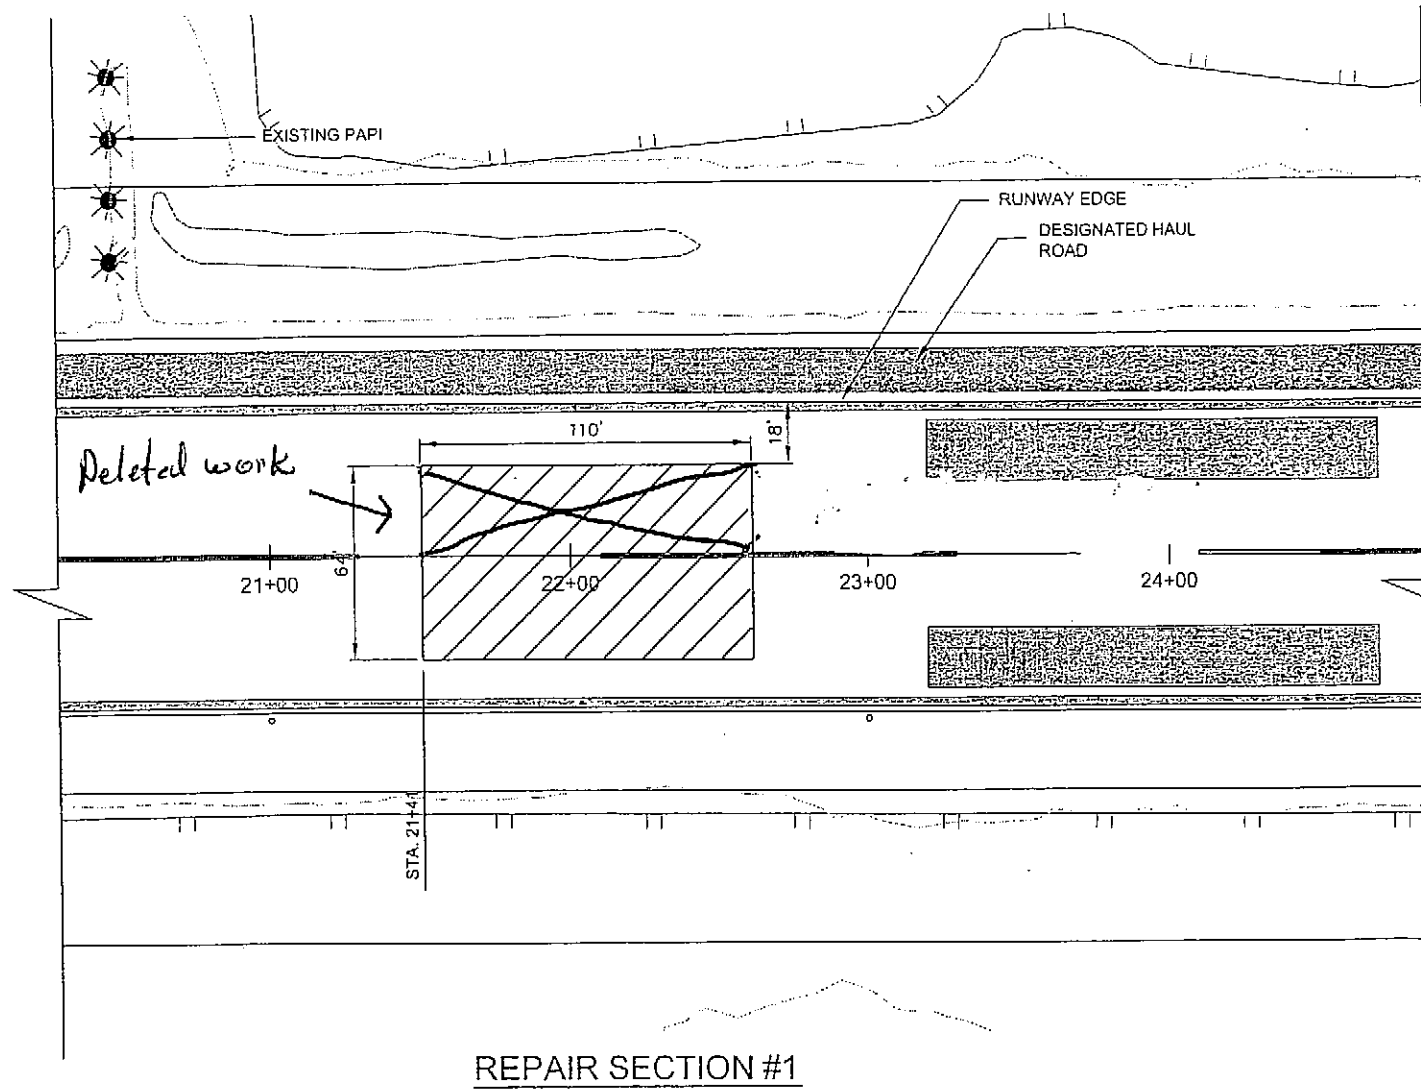 EXISTING PAPI
RUNWAY EDGE
DESIGNATED HAUL
ROAD
110'
18'
Deleted work
64'
21+00
22+00
23+00
24+00
STA. 21+41
REPAIR SECTION #1